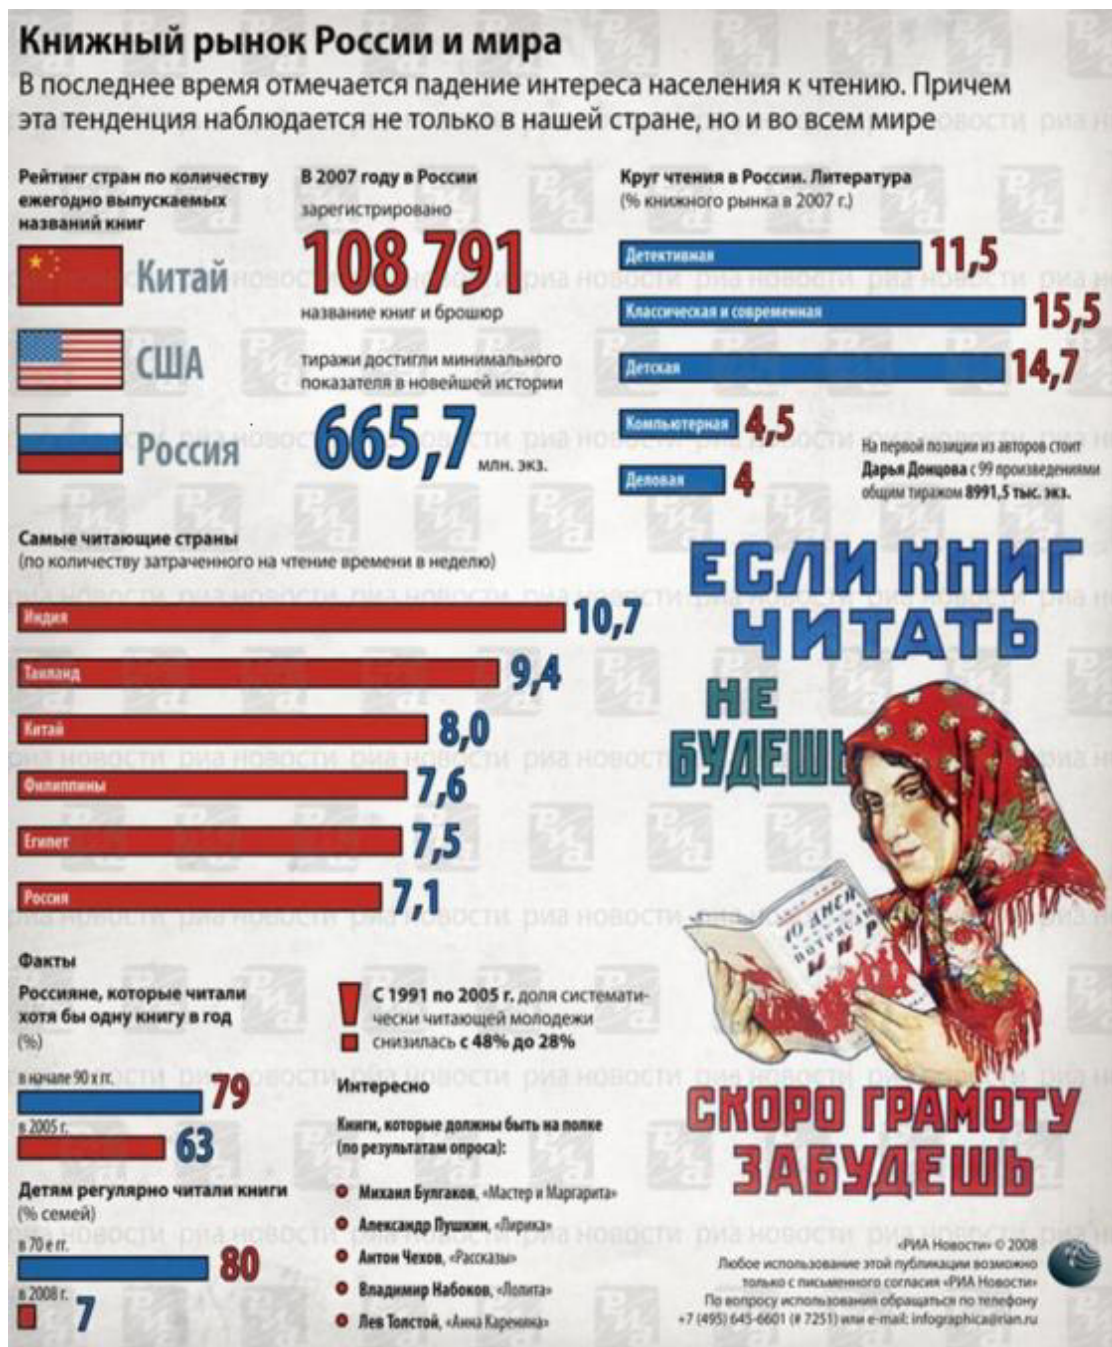 Книжный рынок России и мира
В последнее время отмечается падение интереса населения к чтению. Причем
эта тенденция наблюдается не только в нашей стране, но и во всем мире
Рейтинг стран по количеству
ежегодно выпускаемых
названий книг
Китай
США
Россия
В 2007 году в России
зарегистрировано
108 791
название книг и брошюр
тиражи достигли минимального
показателя в новейшей истории
665,7
млн. экз.
Круг чтения в России. Литература
(% книжного рынка в 2007 г.)
Детективная 11,5
Классическая и современная 15,5
Детская 14,7
Компьютерная 4,5
Деловая 4
На первой позиции из авторов стоит
Дарья Донцова с 99 произведениями
общим тиражом 8991,5 тыс. экз.
Самые читающие страны
(по количеству затраченного на чтение времени в неделю)
Индия 10,7
Таиланд 9,4
Китай 8,0
Филиппины 7,6
Египет 7,5
Россия 7,1
ЕСЛИ КНИГ
ЧИТАТЬ
НЕ
БУДЕШЬ
10 ДНЕЙ
КОТОРЫЕ
ПОТРЯСЛИ
МИР
СКОРО ГРАМОТУ
ЗАБУДЕШЬ
Факты
Россияне, которые читали
хотя бы одну книгу в год
(%)
в начале 90 х гг.
79
в 2005 г.
63
Детям регулярно читали книги
(% семей)
в 70 е гг.
80
в 2008 г.
7
! С 1991 по 2005 г. доля системати-
чески читающей молодежи
снизилась с 48% до 28%
Интересно
Книги, которые должны быть на полке
(по результатам опроса):
Михаил Булгаков, «Мастер и Маргарита»
Александр Пушкин, «Лирика»
Антон Чехов, «Рассказы»
Владимир Набоков, «Лолита»
Лев Толстой, «Анна Каренина»
«РИА Новости» © 2008
Любое использование этой публикации возможно
только с письменного согласия «РИА Новости»
По вопросу использования обращаться по телефону
+7 (495) 645-6601 (# 7251) или e-mail: infographica@rian.ru
риа новости